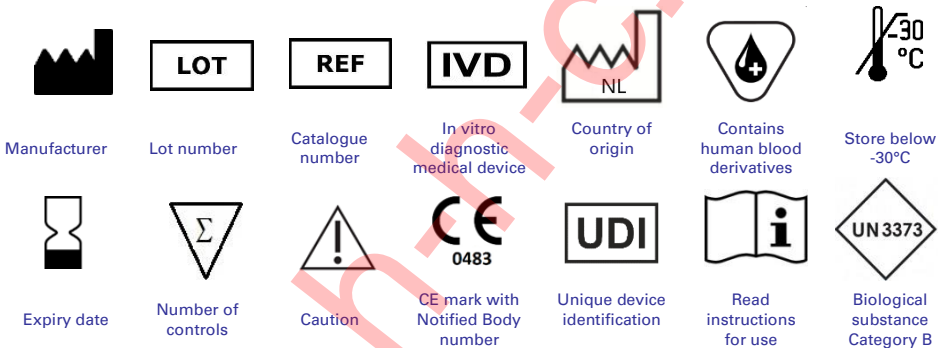 LOT
REF
IVD
NL
-30
°C
Manufacturer
Lot number
Catalogue
number
In vitro
diagnostic
medical device
Country of
origin
Contains
human blood
derivatives
Store below
-30°C
Σ
!
CE
0483
UDI
i
UN 3373
Expiry date
Number of
controls
Caution
CE mark with
Notified Body
number
Unique device
identification
Read
instructions
for use
Biological
substance
Category B